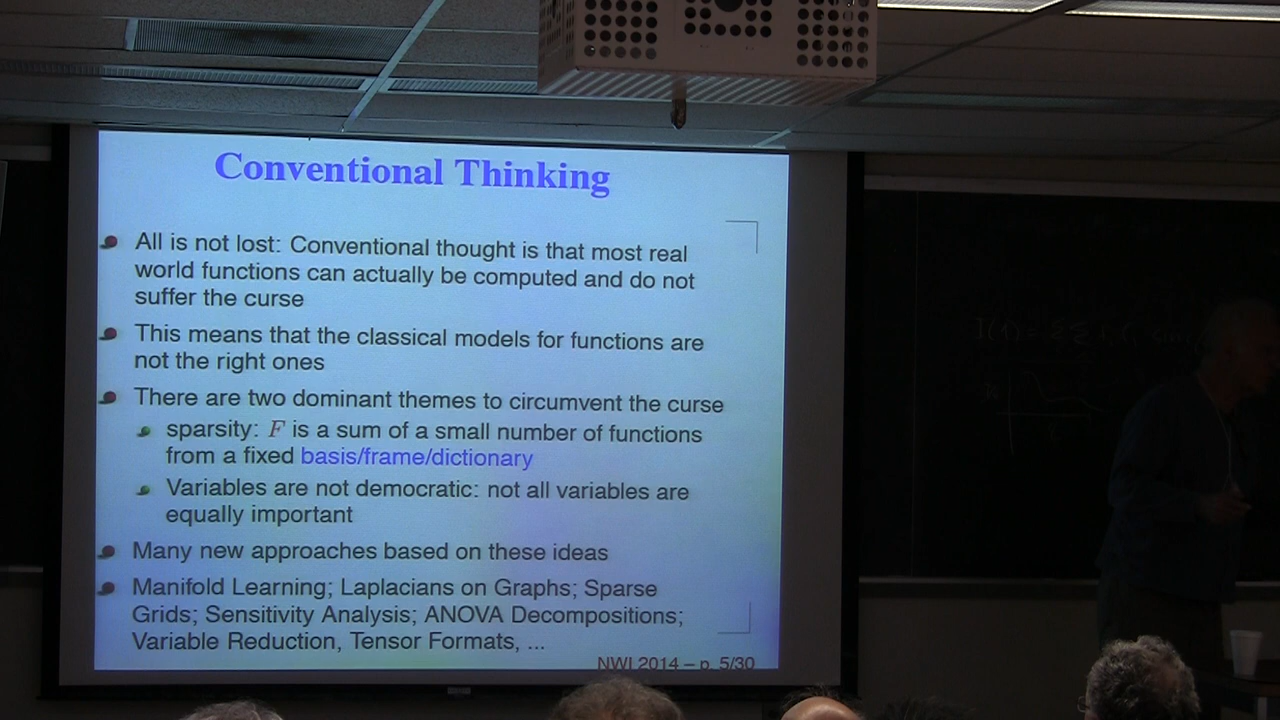 Conventional Thinking
All is not lost: Conventional thought is that most real
world functions can actually be computed and do not
suffer the curse
This means that the classical models for functions are
not the right ones
There are two dominant themes to circumvent the curse
sparsity: F is a sum of a small number of functions
from a fixed basis/frame/dictionary
Variables are not democratic: not all variables are
equally important
Many new approaches based on these ideas
Manifold Learning; Laplacians on Graphs; Sparse
Grids; Sensitivity Analysis; ANOVA Decompositions;
Variable Reduction, Tensor Formats, ...
NWI 2014 – p. 5/30